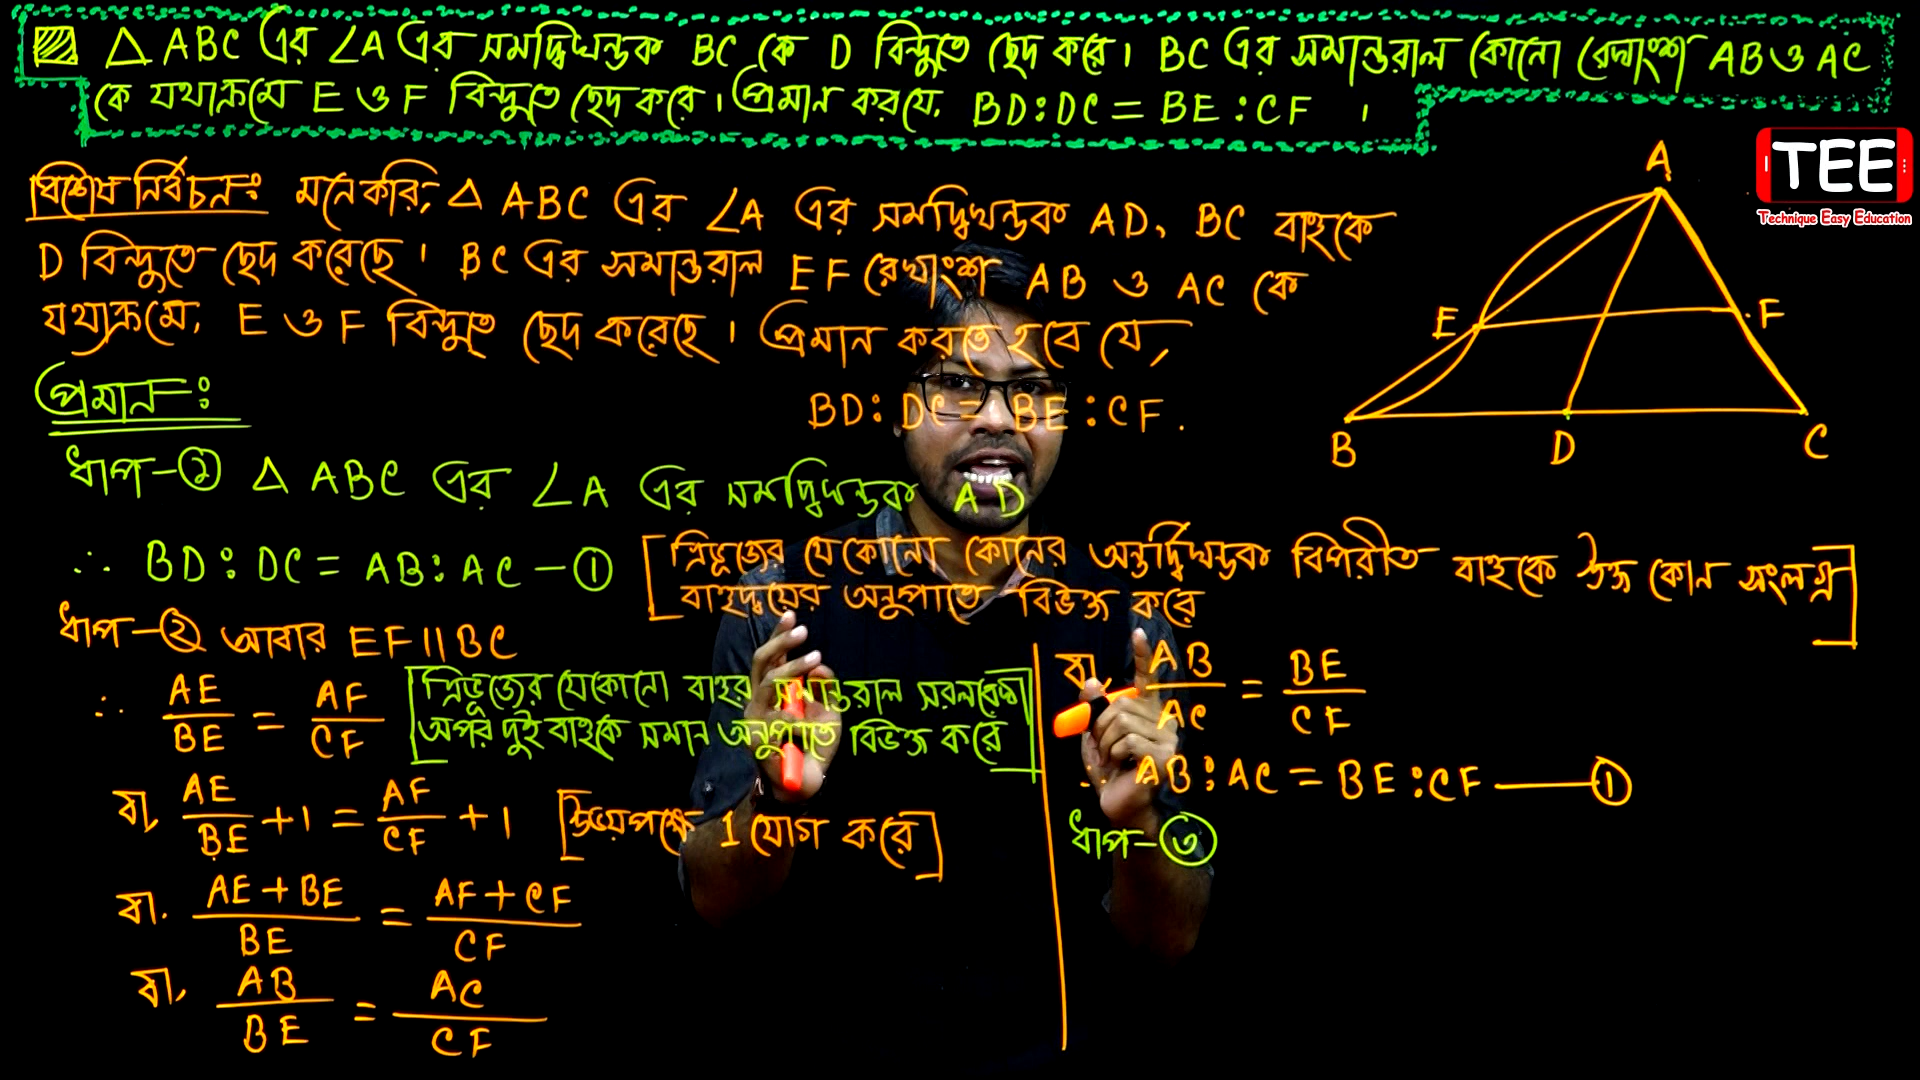 △ ABC এর ∠A এর সমদ্বিখন্ডক BC কে D বিন্দুতে ছেদ করে। BC এর সমান্তরাল কোনো রেখাংশ AB ও AC
কে যথাক্রমে E ও F বিন্দুতে ছেদ করে। প্রমান কর যে, BD:DC = BE:CF ।
TEE
Technique Easy Education
বিশেষ নির্বচন: মনে করি, △ ABC এর ∠A এর সমদ্বিখন্ডক AD, BC বাহুকে
D বিন্দুতে ছেদ করেছে। BC এর সমান্তরাল EF রেখাংশ AB ও AC কে
যথাক্রমে, E ও F বিন্দুতে ছেদ করেছে। প্রমান করতে হবে যে,
BD:DC = BE:CF.
A
E
F
B
D
C
প্রমান:
ধাপ-① △ ABC এর ∠A এর সমদ্বিখন্ডক AD
∴ BD:DC = AB:AC – ①
[ত্রিভূজের যেকোনো কোনের অন্তর্দ্বিখন্ডক বিপরীত বাহুকে উক্ত কোন সংলগ্ন
বাহুদ্বয়ের অনুপাতে বিভক্ত করে]
ধাপ-② আবার EF || BC
∴ AE/BE = AF/CF
[ত্রিভূজের যেকোনো বাহুর সমান্তরাল সরলরেখা
অপর দুই বাহুকে সমান অনুপাতে বিভক্ত করে]
বা, AE/BE + 1 = AF/CF + 1 [উভয়পক্ষে 1 যোগ করে]
বা, AE + BE/BE = AF + CF/CF
বা, AB/BE = AC/CF
বা, AB/AC = BE/CF
∴ AB:AC = BE:CF — ①
ধাপ-③